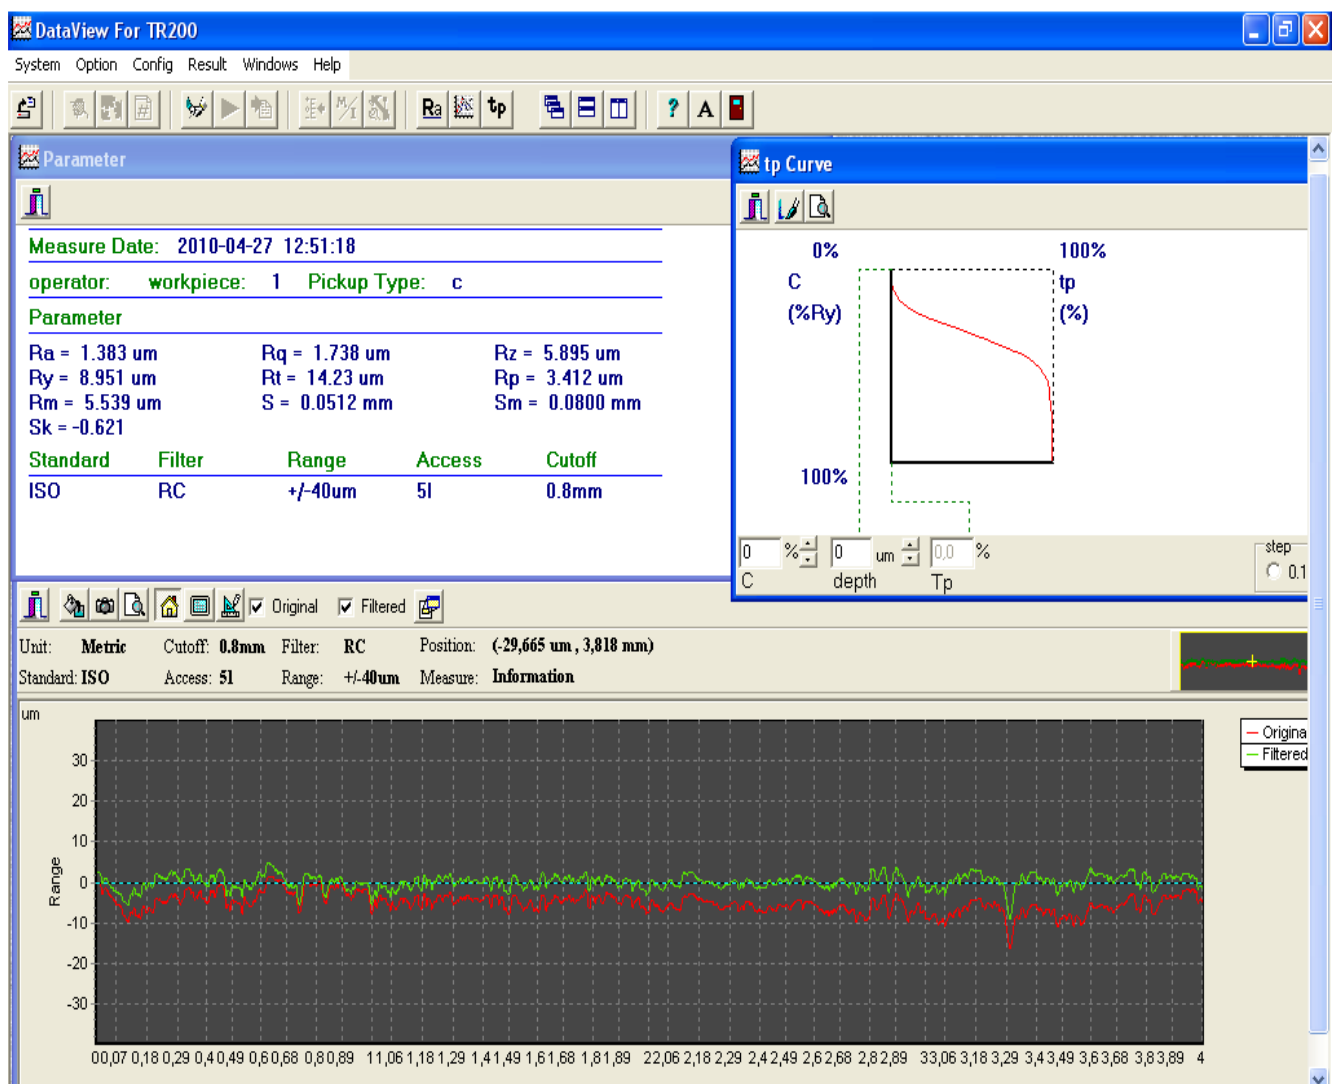 DataView For TR200
System Option Config Result Windows Help
Ra tp ? A
M/I
Parameter
Measure Date: 2010-04-27 12:51:18
operator: workpiece: 1 Pickup Type: c
Parameter
Ra = 1.383 um Rq = 1.738 um Rz = 5.895 um
Ry = 8.951 um Rt = 14.23 um Rp = 3.412 um
Rm = 5.539 um S = 0.0512 mm Sm = 0.0800 mm
Sk = -0.621
Standard Filter Range Access Cutoff
ISO RC +/-40um 5l 0.8mm
tp Curve
0% 100%
C tp
(%Ry) (%)
100%
0 % 0 um 0,0 %
C depth Tp
step
0.1
Original Filtered
Unit: Metric Cutoff: 0.8mm Filter: RC Position: (-29,665 um , 3,818 mm)
Standard: ISO Access: 5l Range: +/-40um Measure: Information
um
Origina
Filtered
30
20
10
0
-10
-20
-30
Range
00,07 0,18 0,29 0,4 0,49 0,6 0,68 0,8 0,89 1 1,06 1,18 1,29 1,4 1,49 1,6 1,68 1,8 1,89 2 2,06 2,18 2,29 2,4 2,49 2,6 2,68 2,8 2,89 3 3,06 3,18 3,29 3,4 3,49 3,6 3,68 3,8 3,89 4